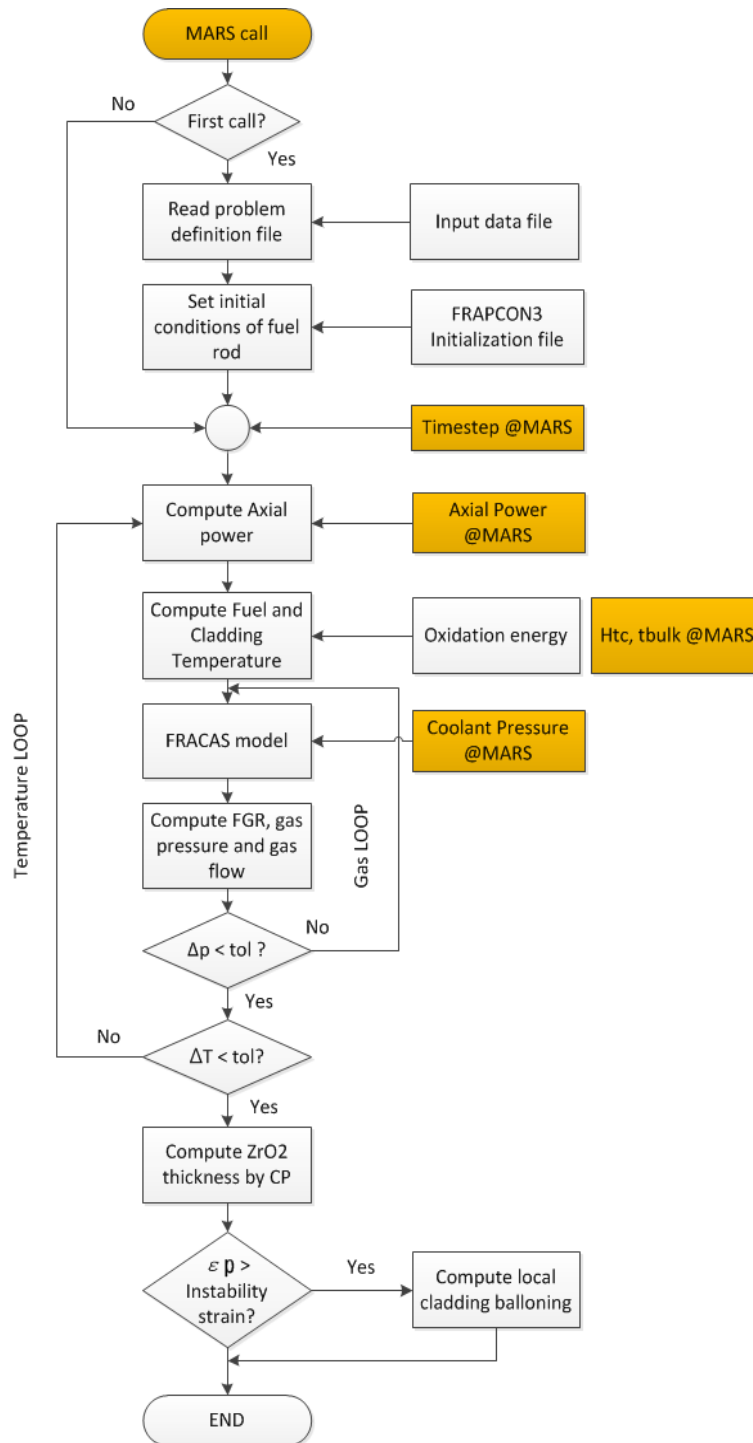 MARS call
No
First call?
Yes
Read problem
definition file
Input data file
Set initial
conditions of fuel
rod
FRAPCON3
Initialization file
Timestep @MARS
Compute Axial
power
Axial Power
@MARS
Compute Fuel and
Cladding
Temperature
Oxidation energy
Htc, tbulk @MARS
Temperature LOOP
FRACAS model
Coolant Pressure
@MARS
Compute FGR, gas
pressure and gas
flow
Gas LOOP
No
Δp < tol ?
Yes
No
ΔT < tol?
Yes
Compute ZrO2
thickness by CP
ε p >
Instability
strain?
Yes
Compute local
cladding balloning
END